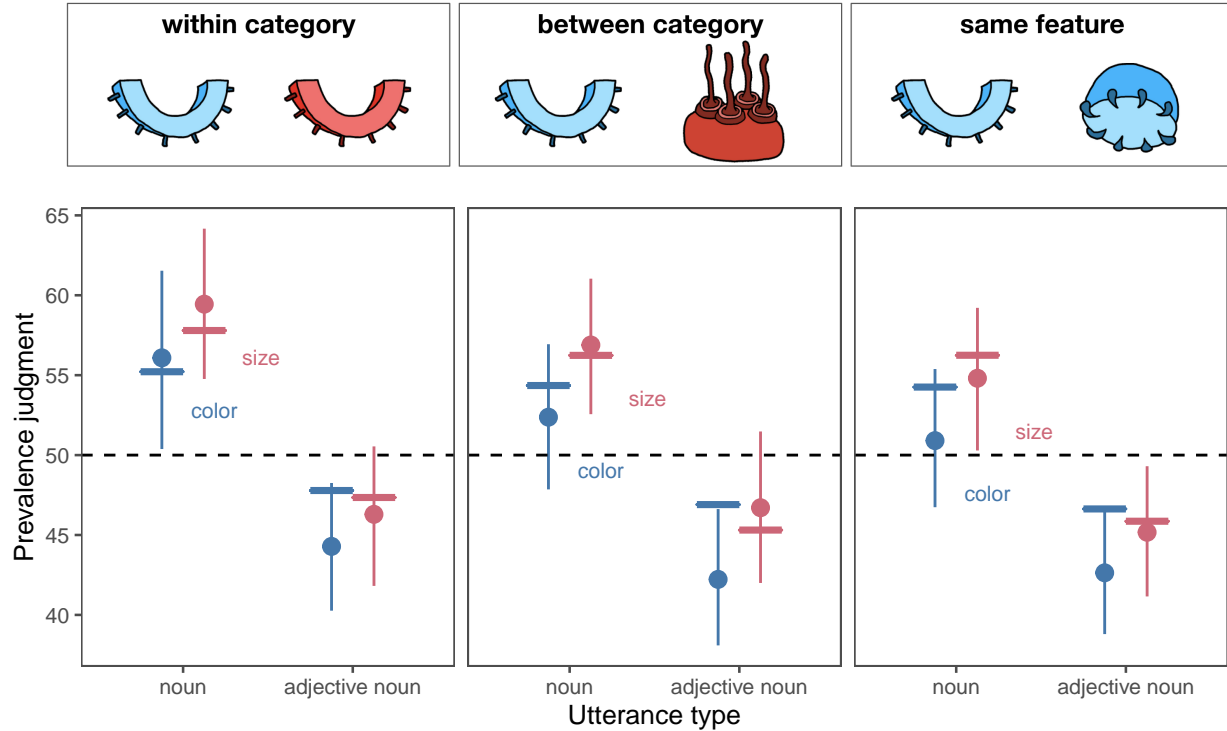 within category
between category
same feature
Prevalence judgment
65
60
55
50
45
40
size
color
size
color
size
color
noun
adjective noun
noun
adjective noun
noun
adjective noun
Utterance type